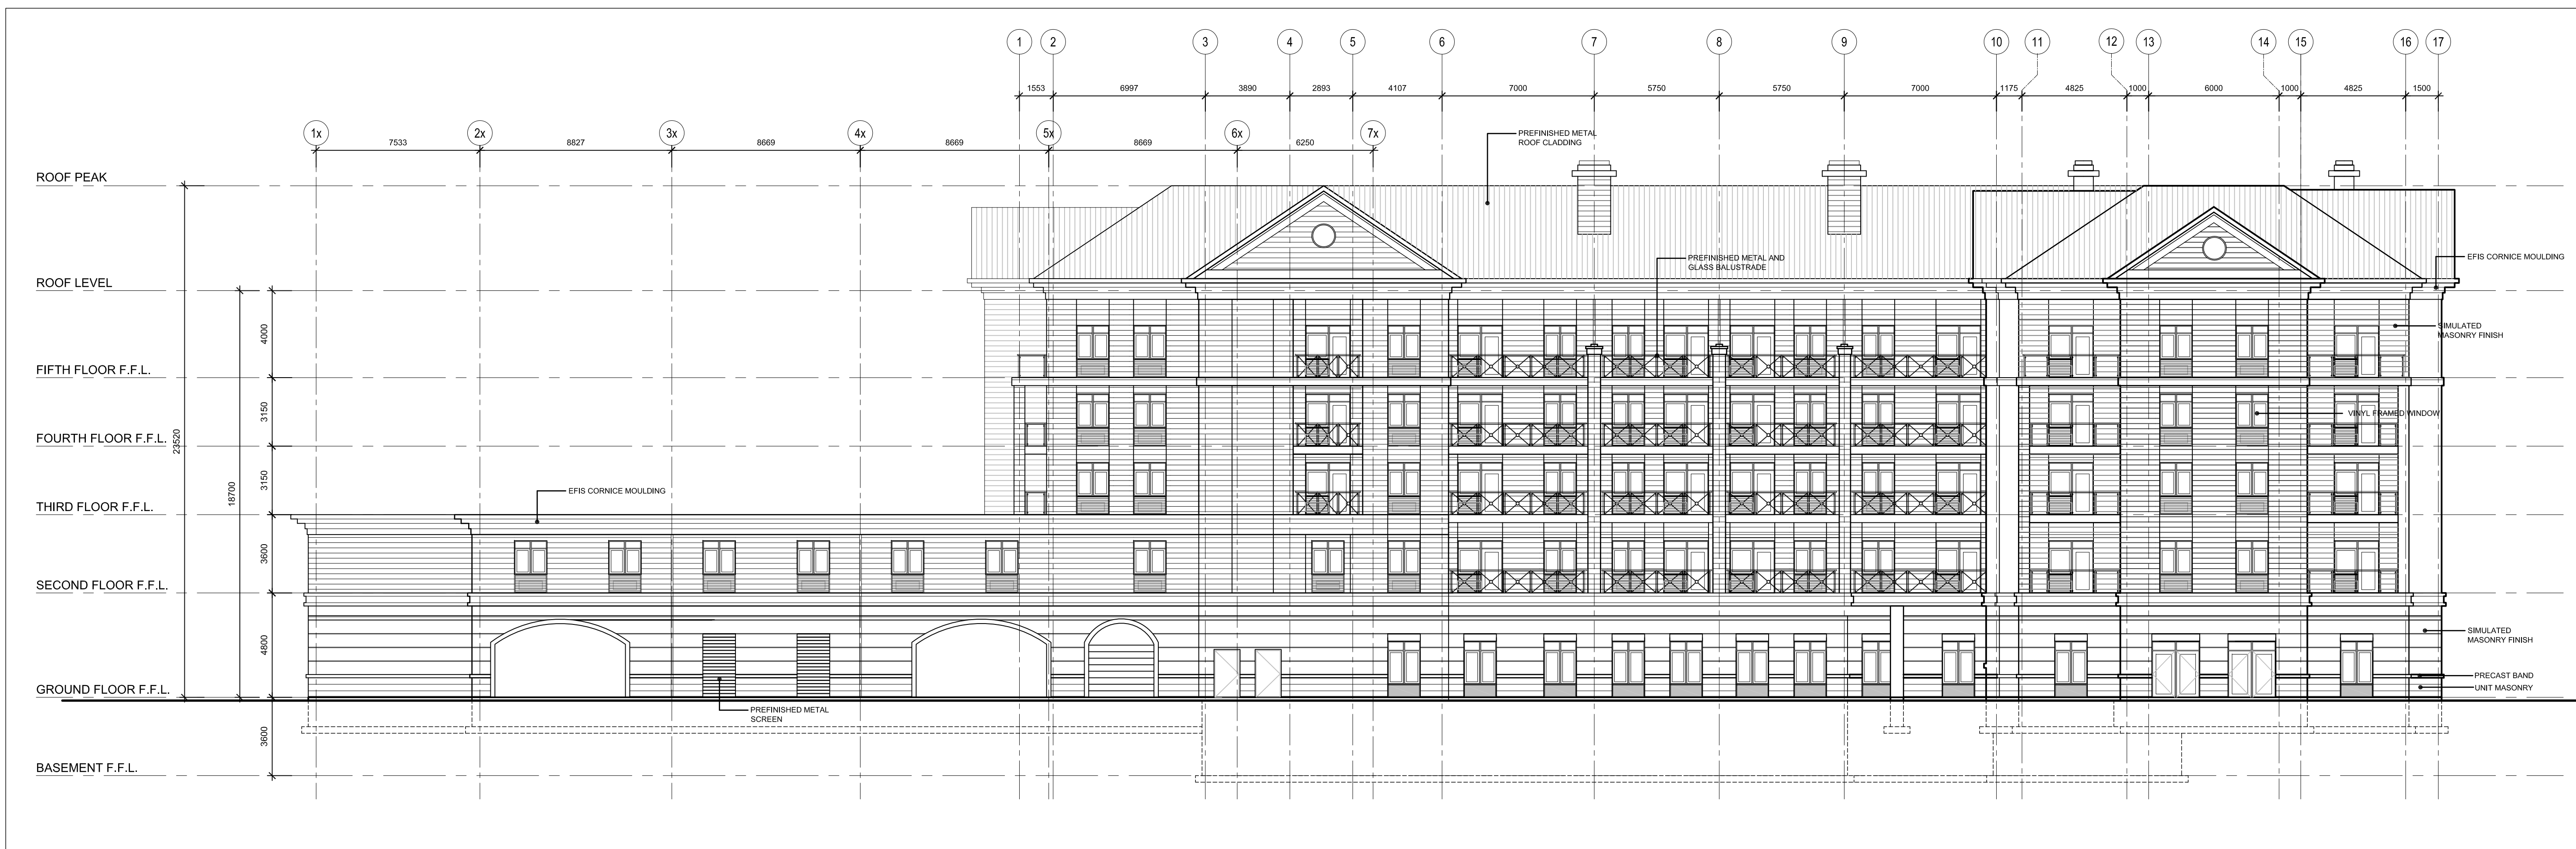 1 2 3 4 5 6 7 8 9 10 11 12 13 14 15 16 17
1553 6997 3890 2893 4107 7000 5750 5750 7000 1175 4825 1000 6000 1000 4825 1500
1x 2x 3x 4x 5x 6x 7x
7533 8827 8669 8669 8669 6250
PREFINISHED METAL
ROOF CLADDING
ROOF PEAK
PREFINISHED METAL AND
GLASS BALUSTRADE
EFIS CORNICE MOULDING
ROOF LEVEL
4000
SIMULATED
MASONRY FINISH
FIFTH FLOOR F.F.L.
3150
VINYL FRAMED WINDOW
FOURTH FLOOR F.F.L.
23520
18700
3150
EFIS CORNICE MOULDING
THIRD FLOOR F.F.L.
3600
SECOND FLOOR F.F.L.
4800
SIMULATED
MASONRY FINISH
PRECAST BAND
UNIT MASONRY
GROUND FLOOR F.F.L.
PREFINISHED METAL
SCREEN
3600
BASEMENT F.F.L.